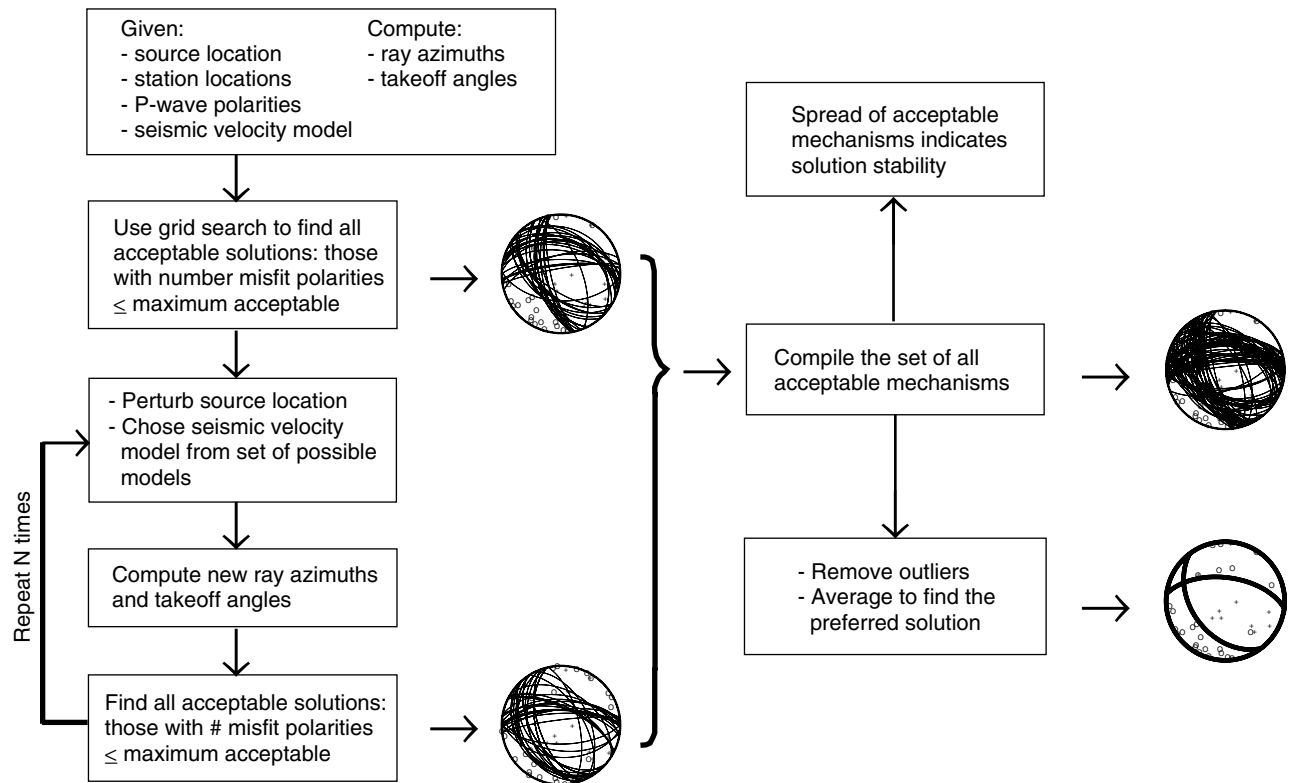 Given:
- source location
- station locations
- P-wave polarities
- seismic velocity model
Compute:
- ray azimuths
- takeoff angles
Use grid search to find all
acceptable solutions: those
with number misfit polarities
≤ maximum acceptable
- Perturb source location
- Chose seismic velocity
model from set of possible
models
Repeat N times
Compute new ray azimuths
and takeoff angles
Find all acceptable solutions:
those with # misfit polarities
≤ maximum acceptable
Spread of acceptable
mechanisms indicates
solution stability
Compile the set of all
acceptable mechanisms
- Remove outliers
- Average to find the
preferred solution